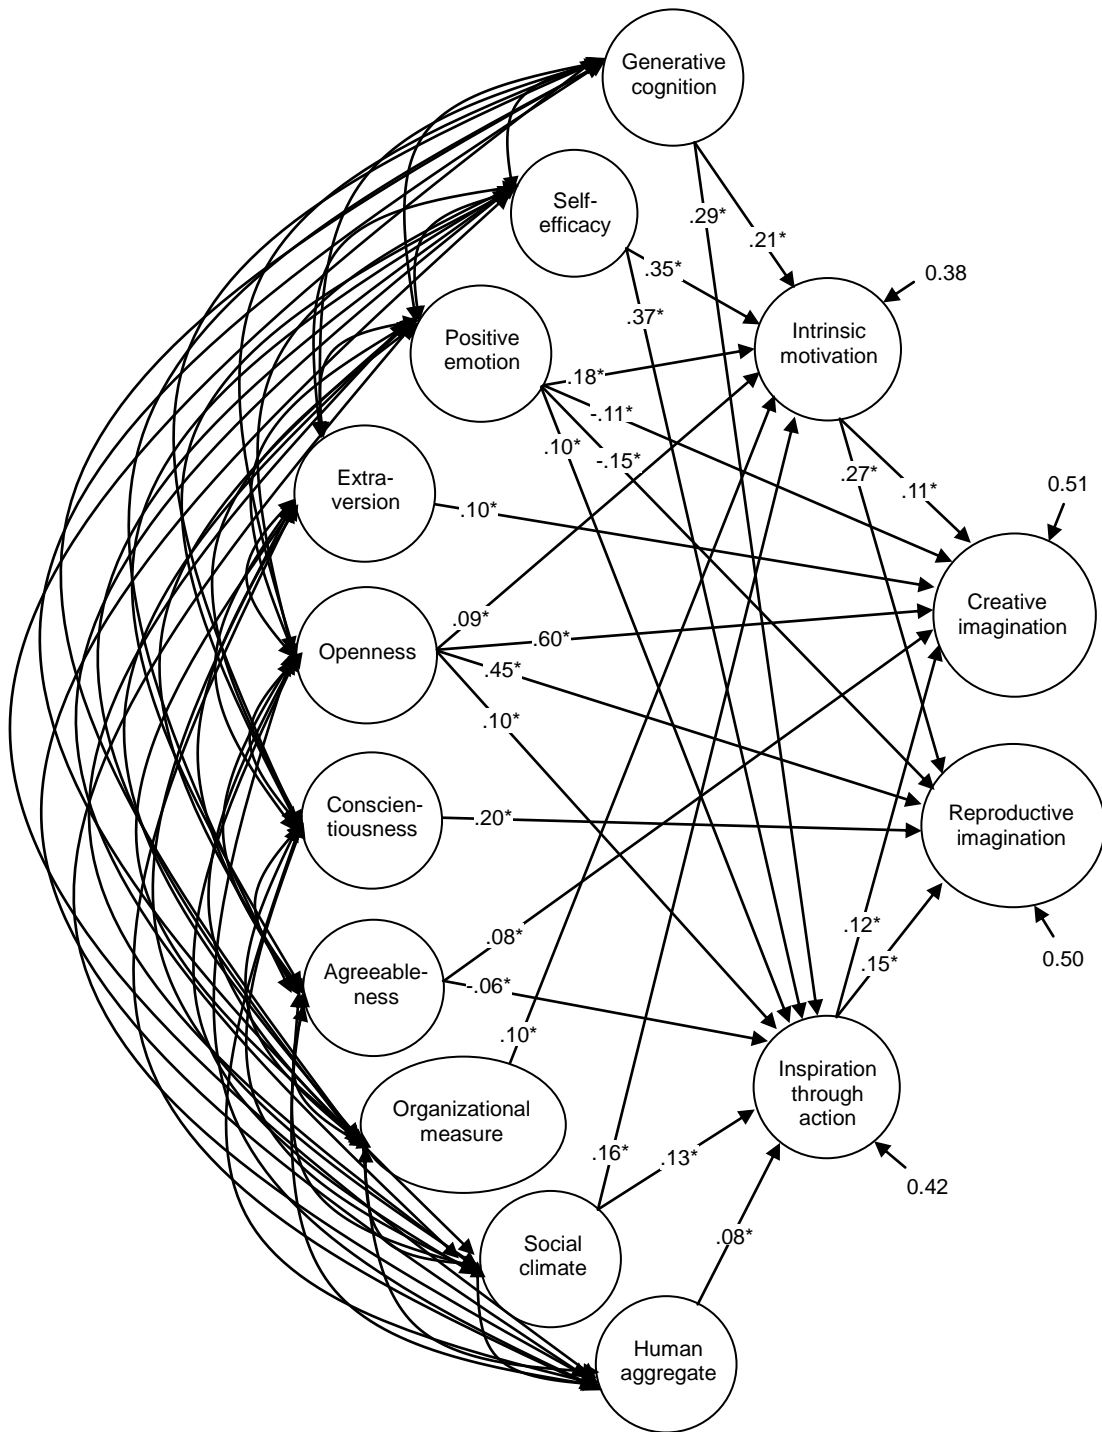 Generative
cognition
Self-
efficacy
.29*
.21*
.35*
0.38
.37*
Positive
emotion
Intrinsic
motivation
.18*
-.11*
.10*
-.15*
Extra-
version
.27*
.11*
0.51
.10*
Creative
imagination
.09*
.60*
Openness
.45*
.10*
Conscien-
tiousness
.20*
Reproductive
imagination
.08*
.12*
.15*
0.50
Agreeable-
ness
-.06*
.10*
Inspiration
through
action
Organizational
measure
.16*
.13*
0.42
Social
climate
.08*
Human
aggregate